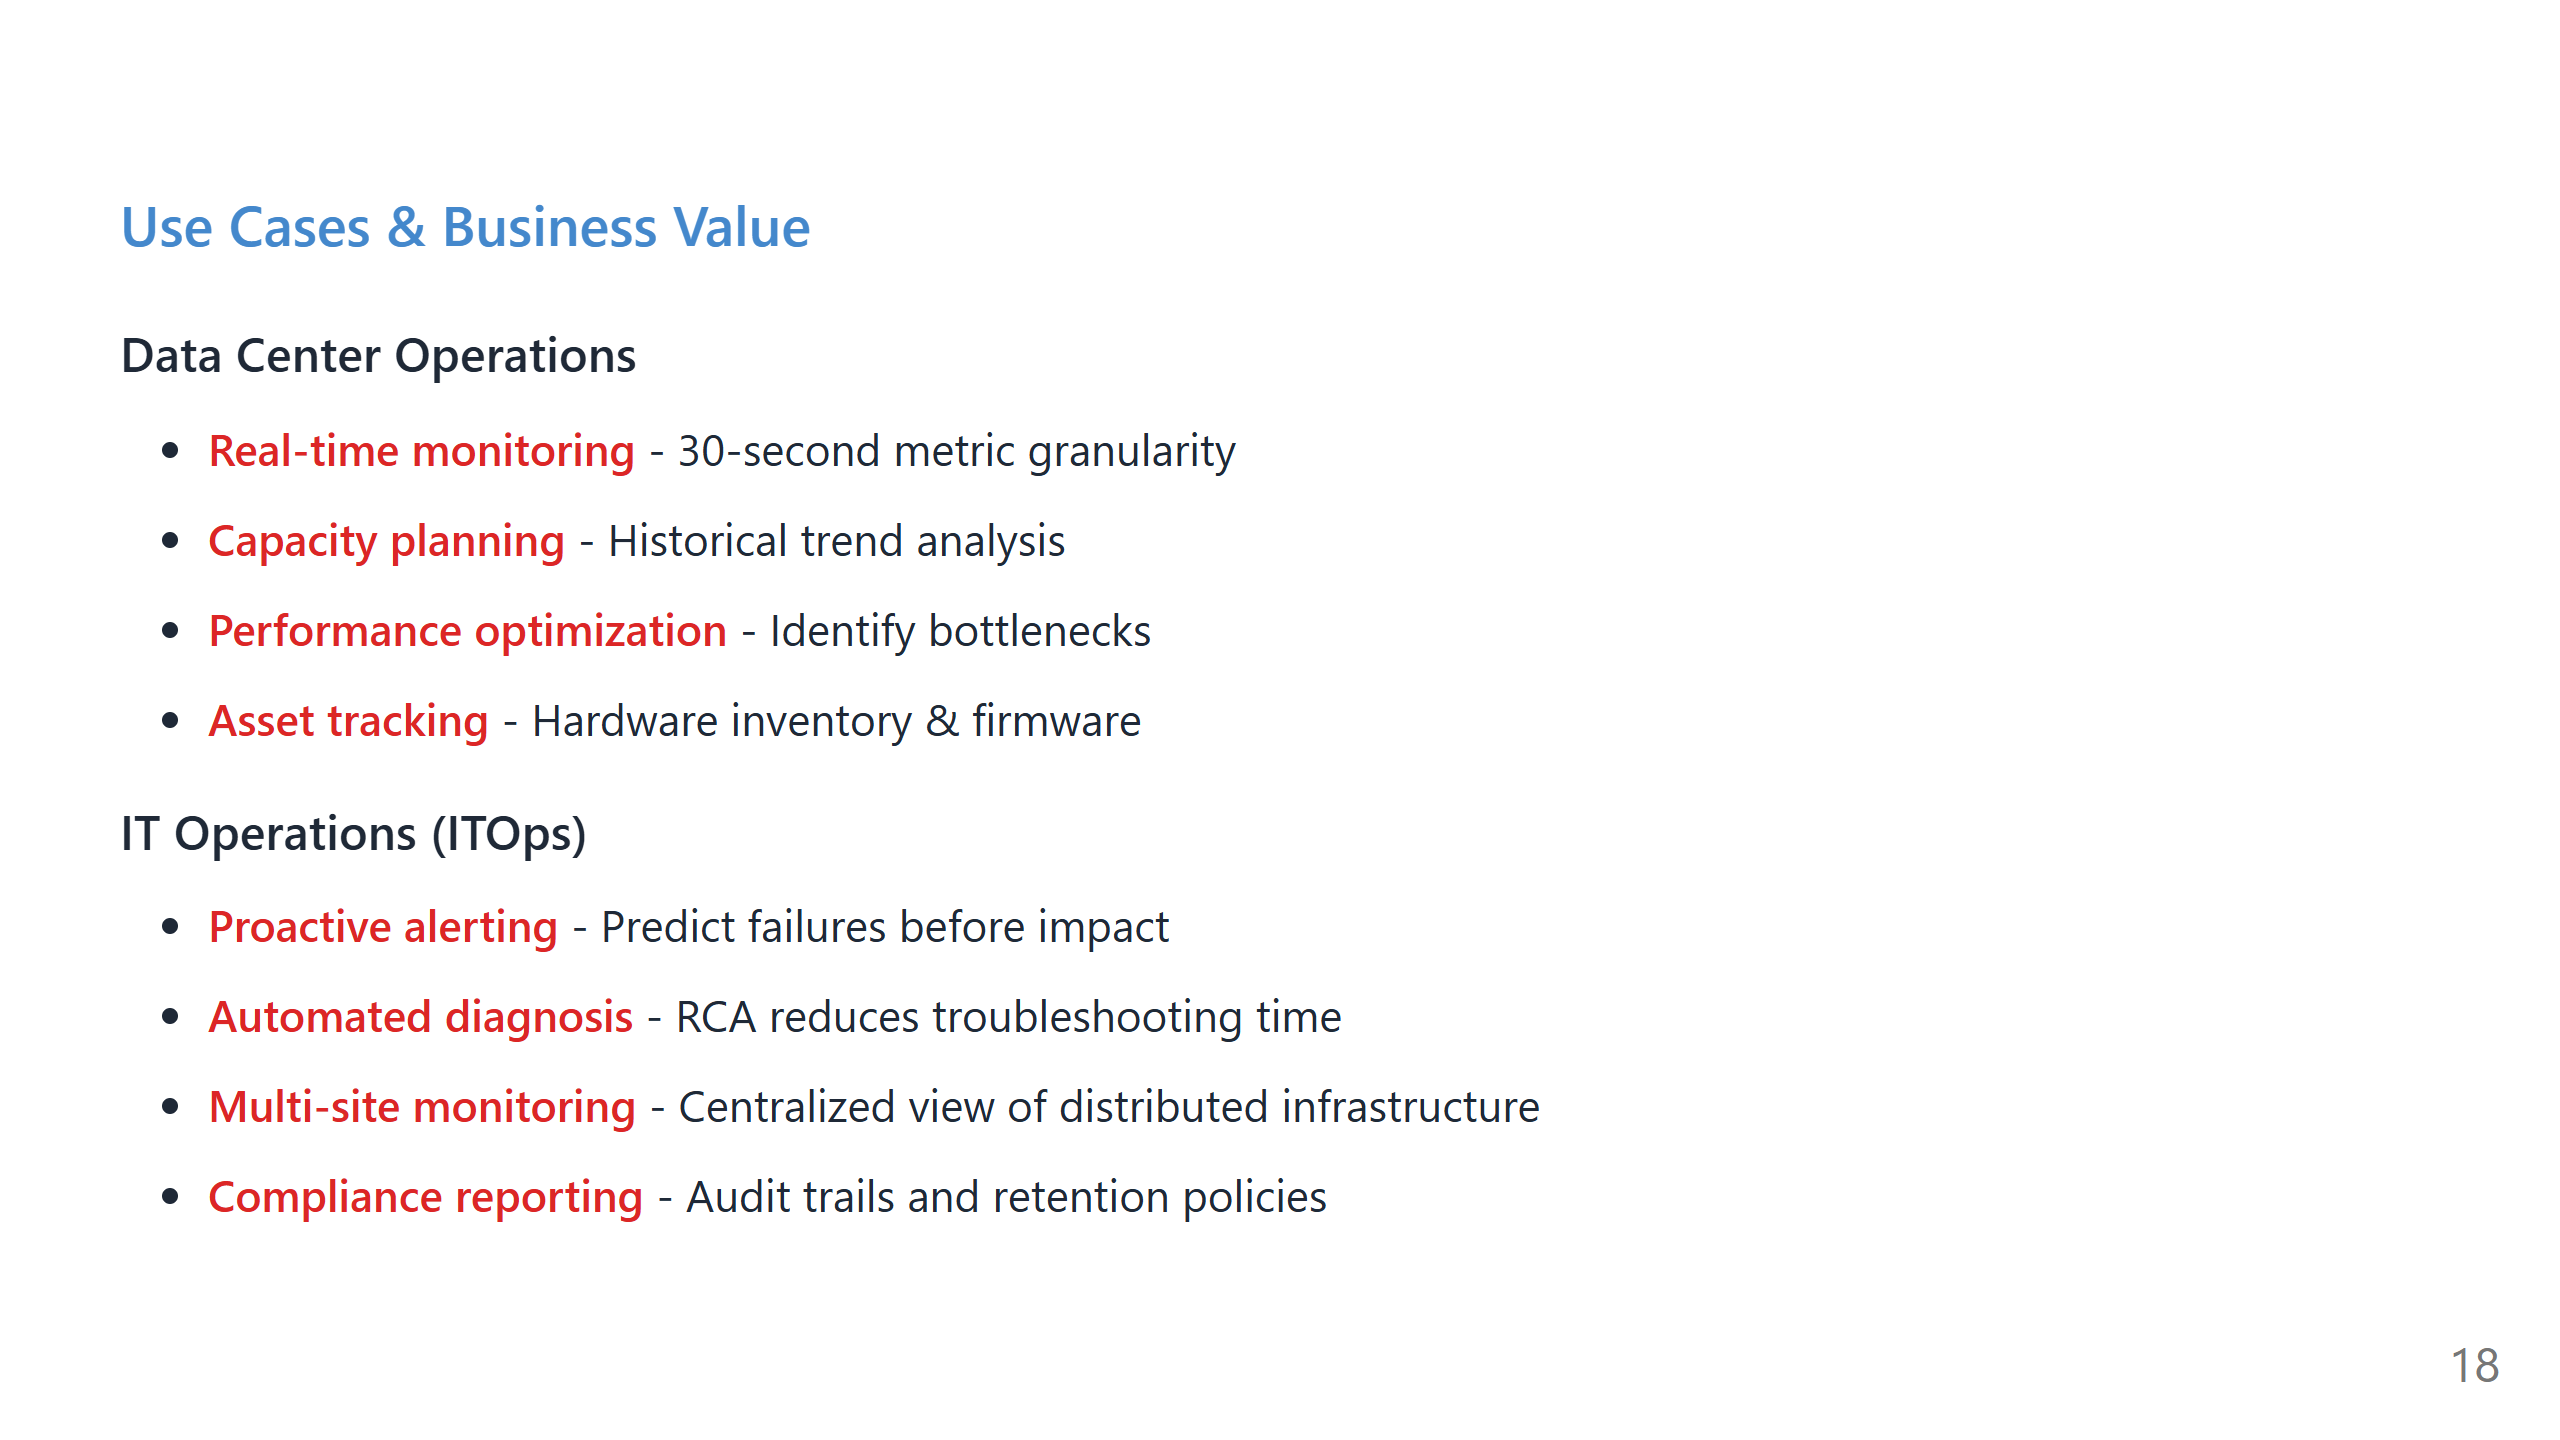 Use Cases & Business Value
Data Center Operations
• Real-time monitoring - 30-second metric granularity
• Capacity planning - Historical trend analysis
• Performance optimization - Identify bottlenecks
• Asset tracking - Hardware inventory & firmware
IT Operations (ITOps)
• Proactive alerting - Predict failures before impact
• Automated diagnosis - RCA reduces troubleshooting time
• Multi-site monitoring - Centralized view of distributed infrastructure
• Compliance reporting - Audit trails and retention policies
18